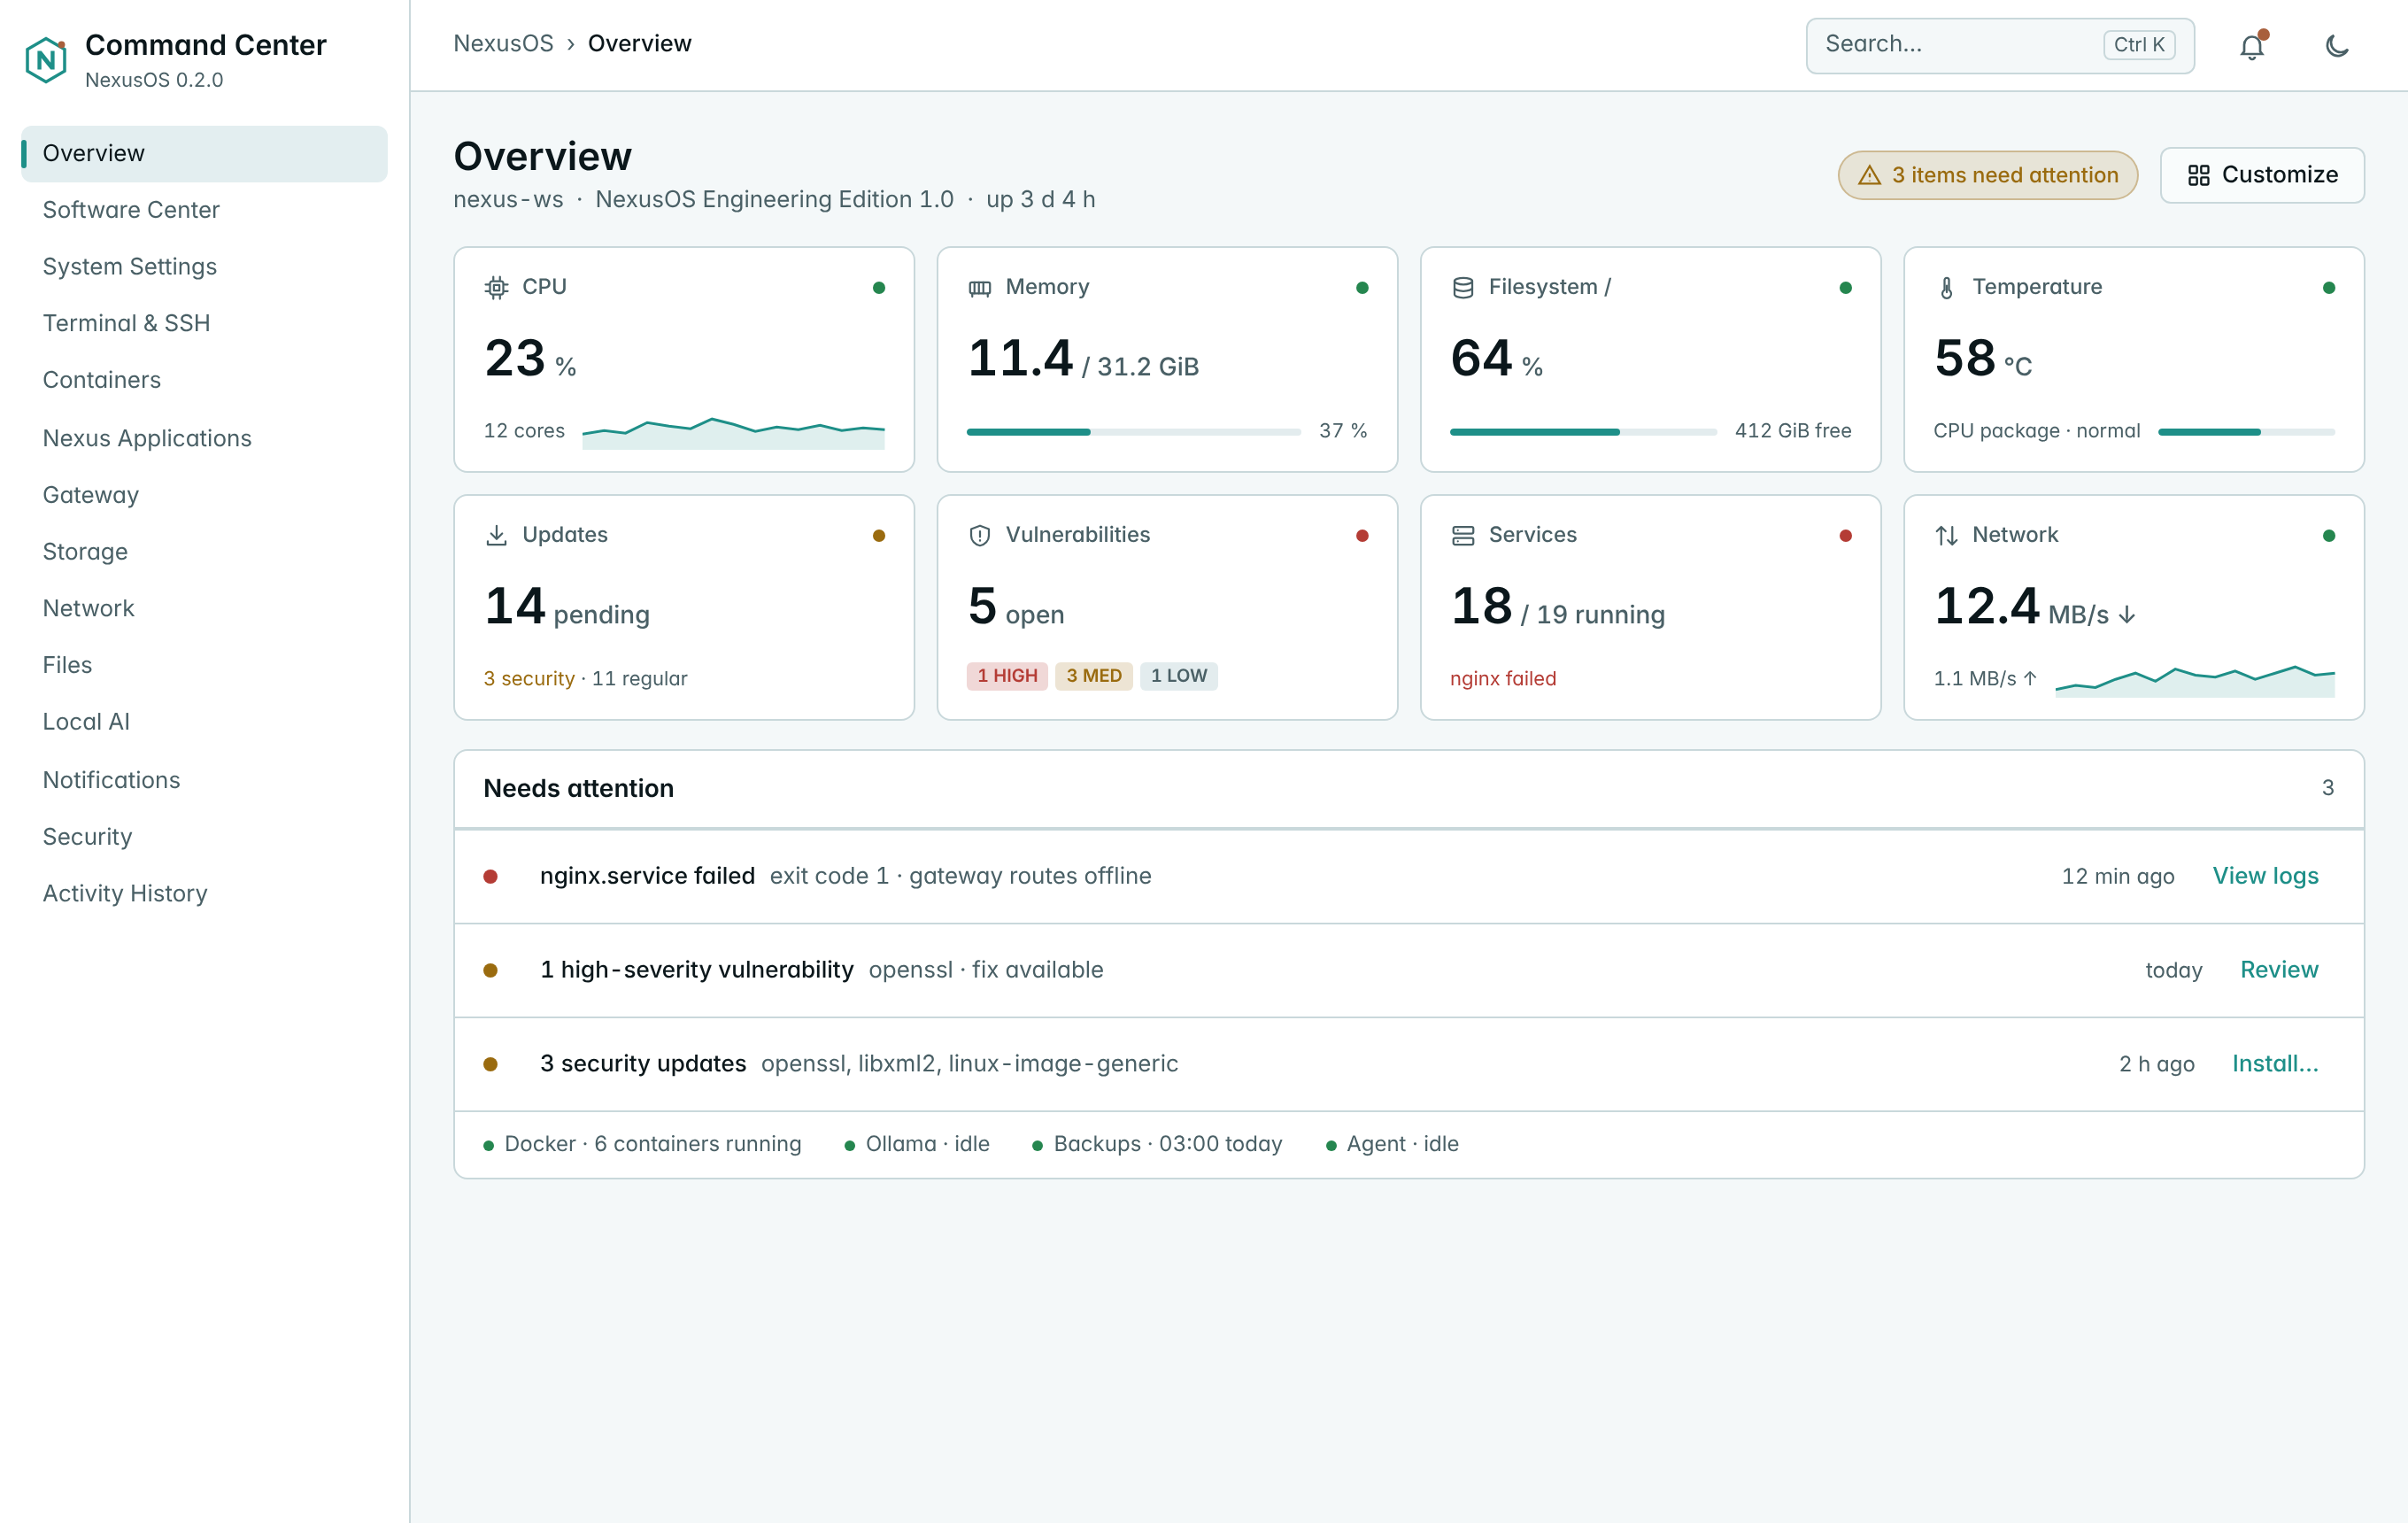 Command Center
NexusOS 0.2.0
Overview
Software Center
System Settings
Terminal & SSH
Containers
Nexus Applications
Gateway
Storage
Network
Files
Local AI
Notifications
Security
Activity History
NexusOS › Overview
Search... Ctrl K
Overview
nexus-ws · NexusOS Engineering Edition 1.0 · up 3 d 4 h
3 items need attention
Customize
CPU
23 %
12 cores
Memory
11.4 / 31.2 GiB
37 %
Filesystem /
64 %
412 GiB free
Temperature
58 °C
CPU package · normal
Updates
14 pending
3 security · 11 regular
Vulnerabilities
5 open
1 HIGH 3 MED 1 LOW
Services
18 / 19 running
nginx failed
Network
12.4 MB/s ↓
1.1 MB/s ↑
Needs attention 3
nginx.service failed exit code 1 · gateway routes offline 12 min ago View logs
1 high-severity vulnerability openssl · fix available today Review
3 security updates openssl, libxml2, linux-image-generic 2 h ago Install...
Docker · 6 containers running Ollama · idle Backups · 03:00 today Agent · idle